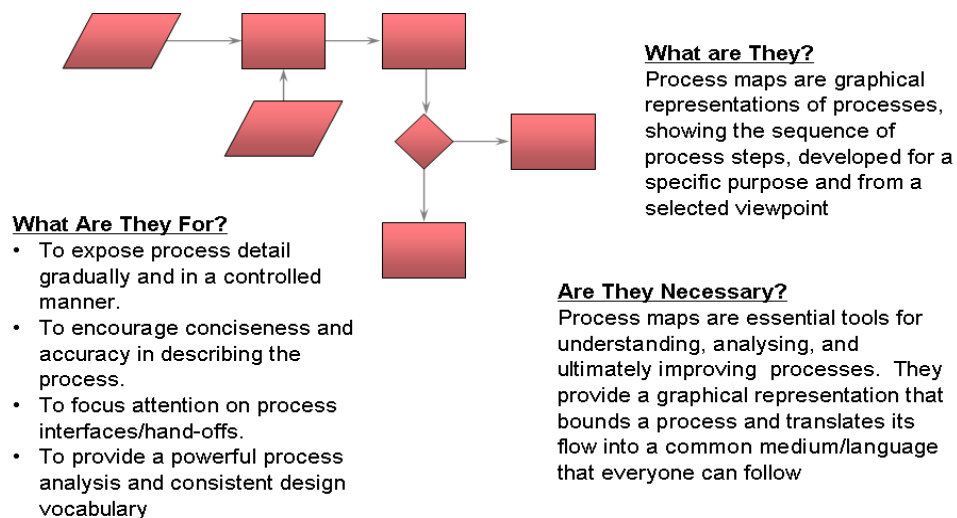 What are They?
Process maps are graphical
representations of processes,
showing the sequence of
process steps, developed for a
specific purpose and from a
selected viewpoint
What Are They For?
• To expose process detail
gradually and in a controlled
manner.
• To encourage conciseness and
accuracy in describing the
process.
• To focus attention on process
interfaces/hand-offs.
• To provide a powerful process
analysis and consistent design
vocabulary
Are They Necessary?
Process maps are essential tools for
understanding, analysing, and
ultimately improving  processes.  They
provide a graphical representation that
bounds a process and translates its
flow into a common medium/language
that everyone can follow